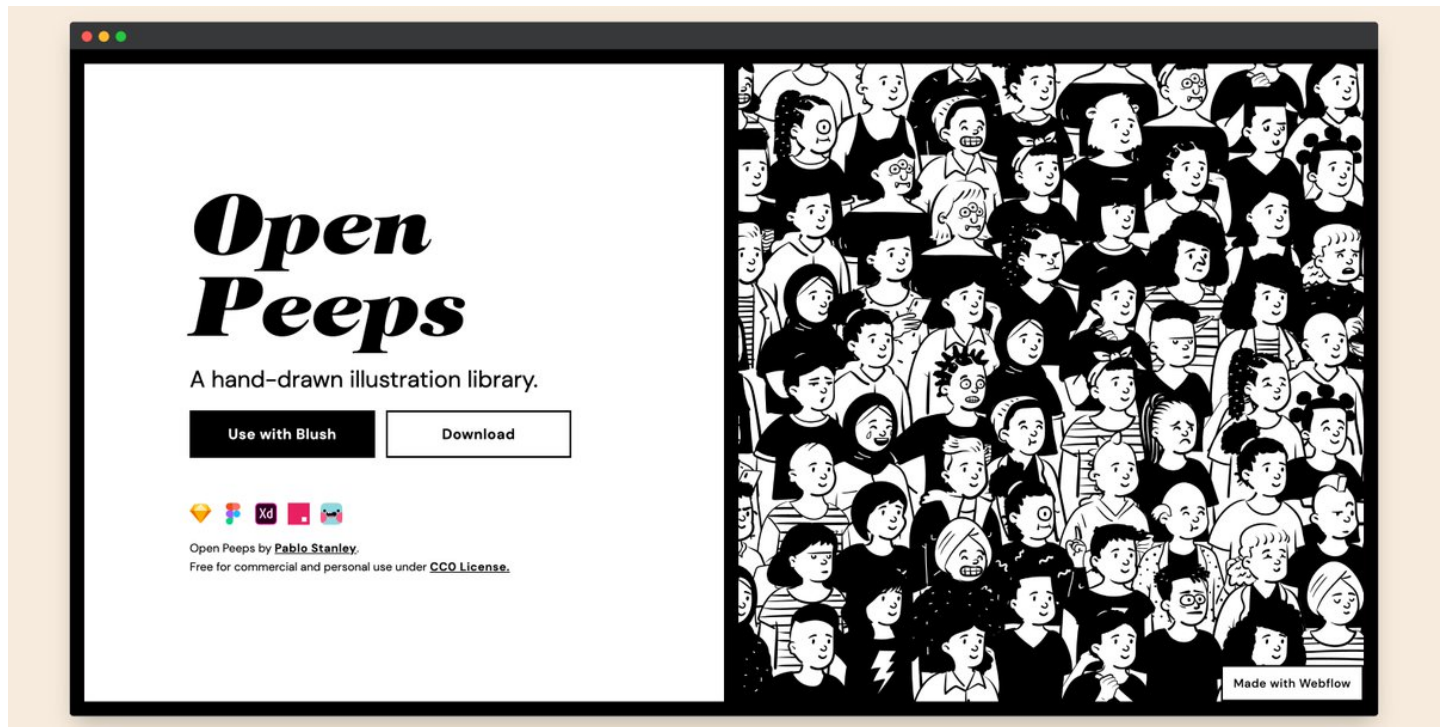 Open
Peeps
A hand-drawn illustration library.
Use with Blush
Download
Xd
Open Peeps by Pablo Stanley.
Free for commercial and personal use under CC0 License.
Made with Webflow